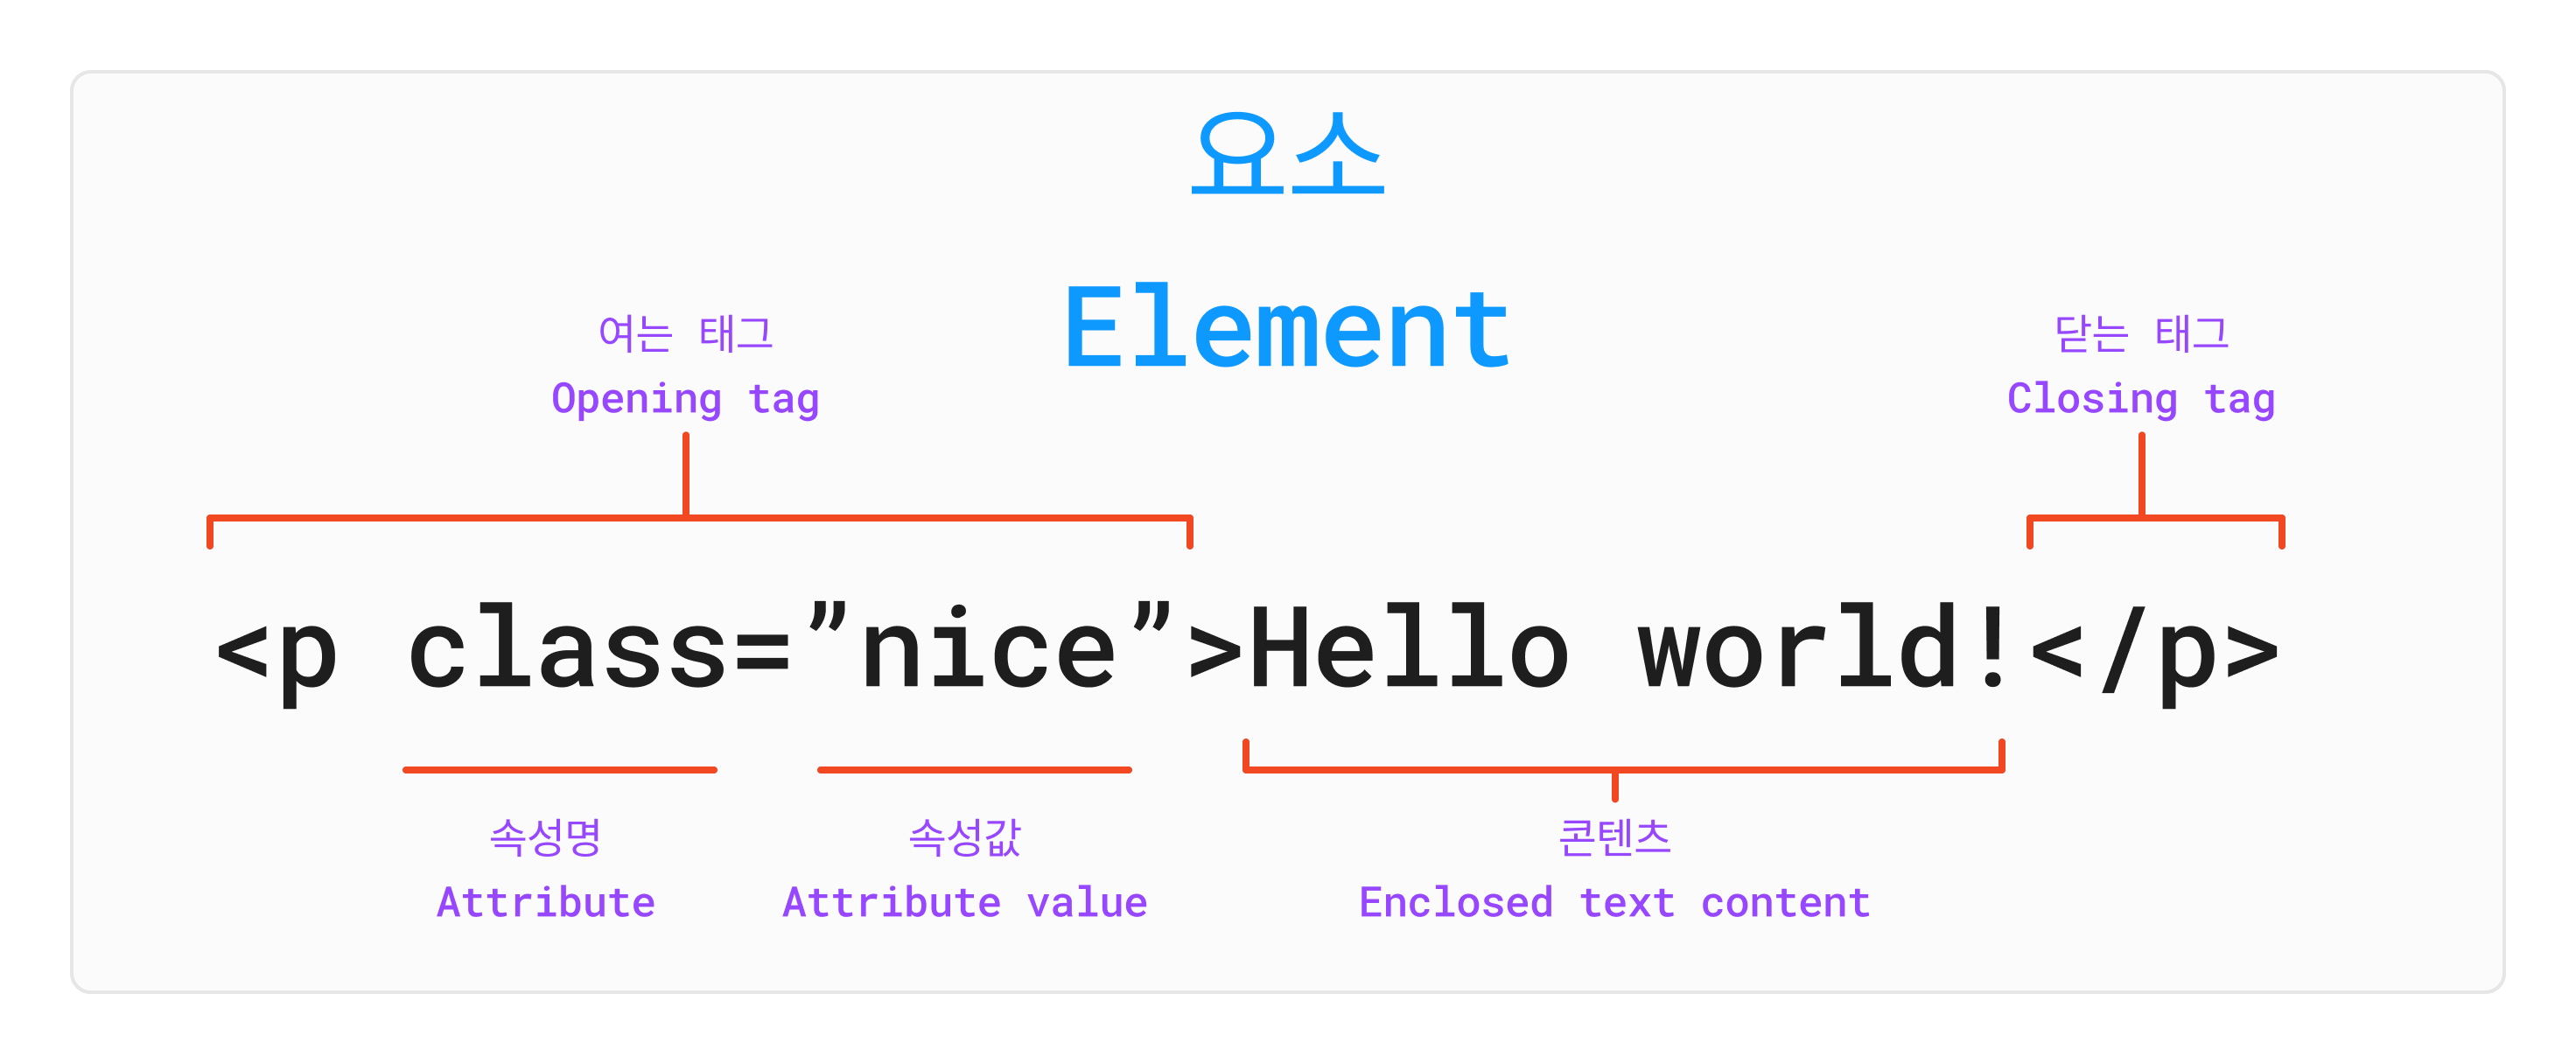 요소
Element
여는 태그
Opening tag
닫는 태그
Closing tag
<p class=”nice”>Hello world!</p>
속성명
Attribute
속성값
Attribute value
콘텐츠
Enclosed text content